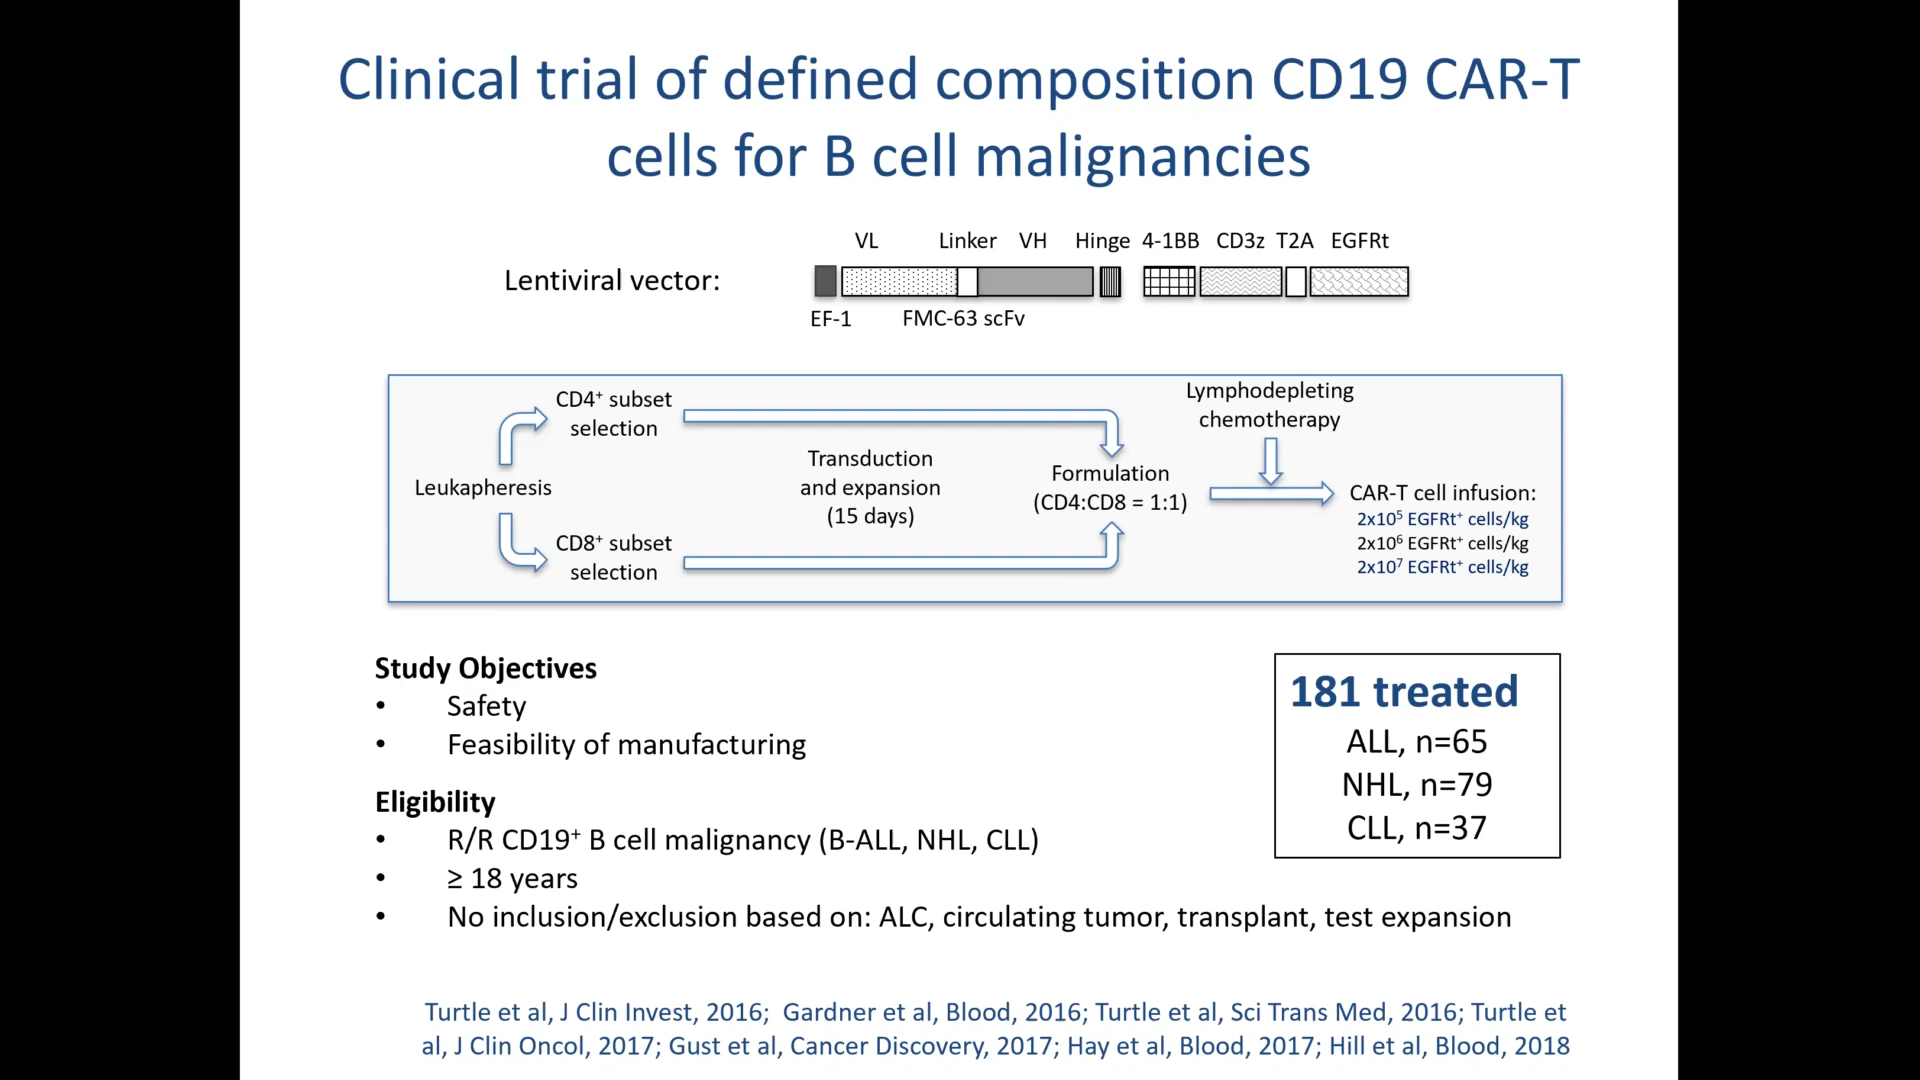 Clinical trial of defined composition CD19 CAR-T
cells for B cell malignancies
VL Linker VH Hinge 4-1BB CD3z T2A EGFRt
Lentiviral vector:
EF-1 FMC-63 scFv
Leukapheresis
CD4⁺ subset
selection
CD8⁺ subset
selection
Transduction
and expansion
(15 days)
Formulation
(CD4:CD8 = 1:1)
Lymphodepleting
chemotherapy
CAR-T cell infusion:
2x10⁵ EGFRt⁺ cells/kg
2x10⁶ EGFRt⁺ cells/kg
2x10⁷ EGFRt⁺ cells/kg
Study Objectives
• Safety
• Feasibility of manufacturing
Eligibility
• R/R CD19⁺ B cell malignancy (B-ALL, NHL, CLL)
• ≥ 18 years
• No inclusion/exclusion based on: ALC, circulating tumor, transplant, test expansion
181 treated
ALL, n=65
NHL, n=79
CLL, n=37
Turtle et al, J Clin Invest, 2016; Gardner et al, Blood, 2016; Turtle et al, Sci Trans Med, 2016; Turtle et
al, J Clin Oncol, 2017; Gust et al, Cancer Discovery, 2017; Hay et al, Blood, 2017; Hill et al, Blood, 2018